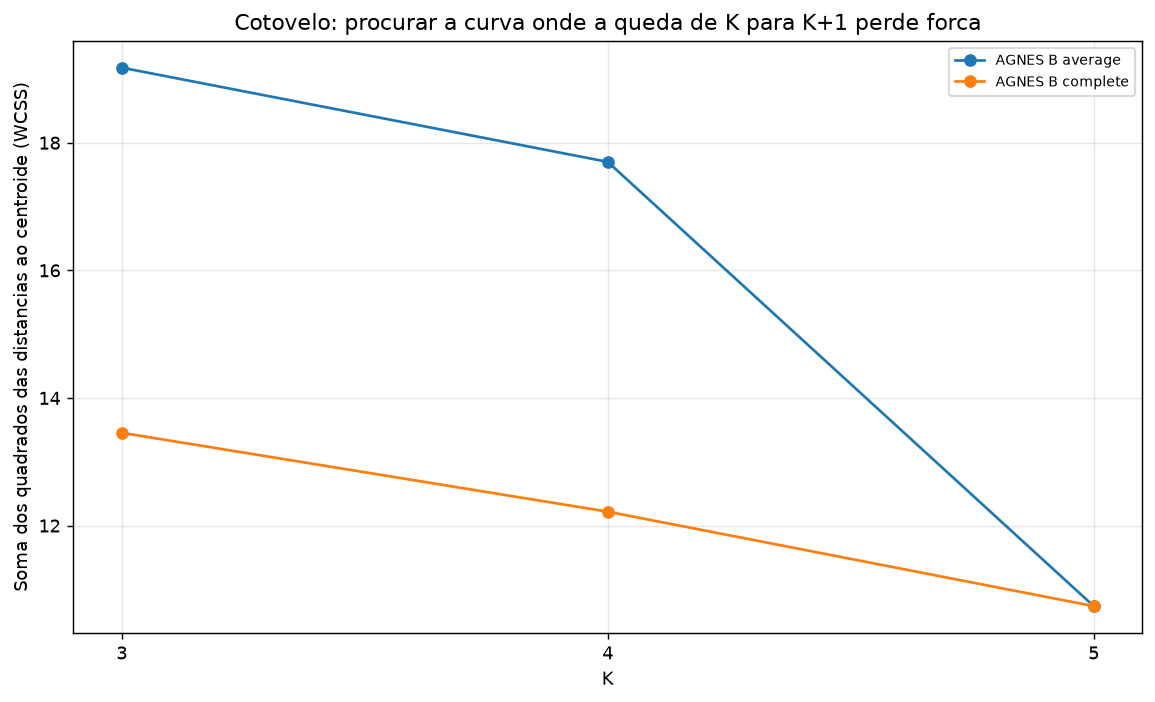 Cotovelo: procurar a curva onde a queda de K para K+1 perde forca
AGNES B average
AGNES B complete
Soma dos quadrados das distancias ao centroide (WCSS)
18
16
14
12
3
4
5
K